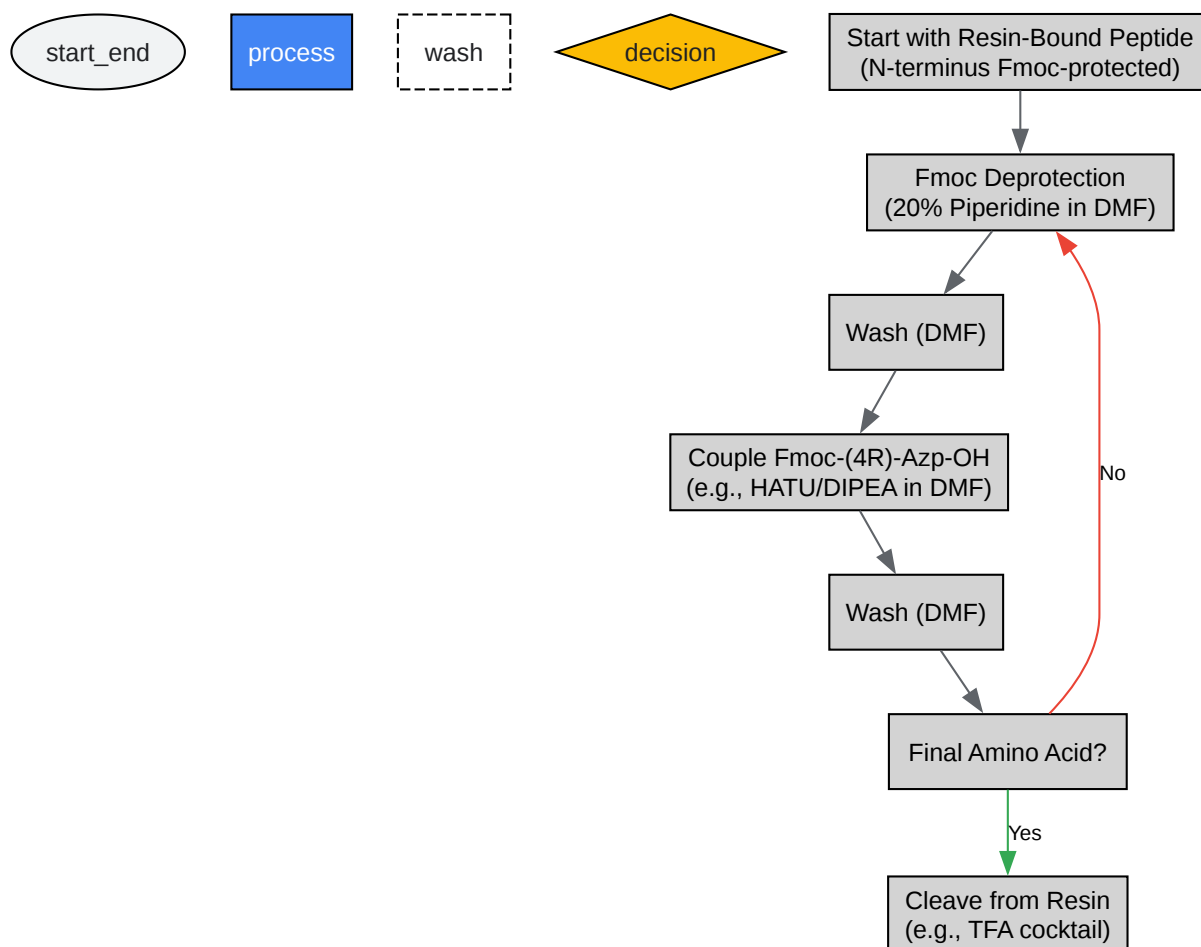 start_end
process
wash
decision
Start with Resin-Bound Peptide
(N-terminus Fmoc-protected)
Fmoc Deprotection
(20% Piperidine in DMF)
Wash (DMF)
Couple Fmoc-(4R)-Azp-OH
(e.g., HATU/DIPEA in DMF)
No
Wash (DMF)
Final Amino Acid?
Yes
Cleave from Resin
(e.g., TFA cocktail)